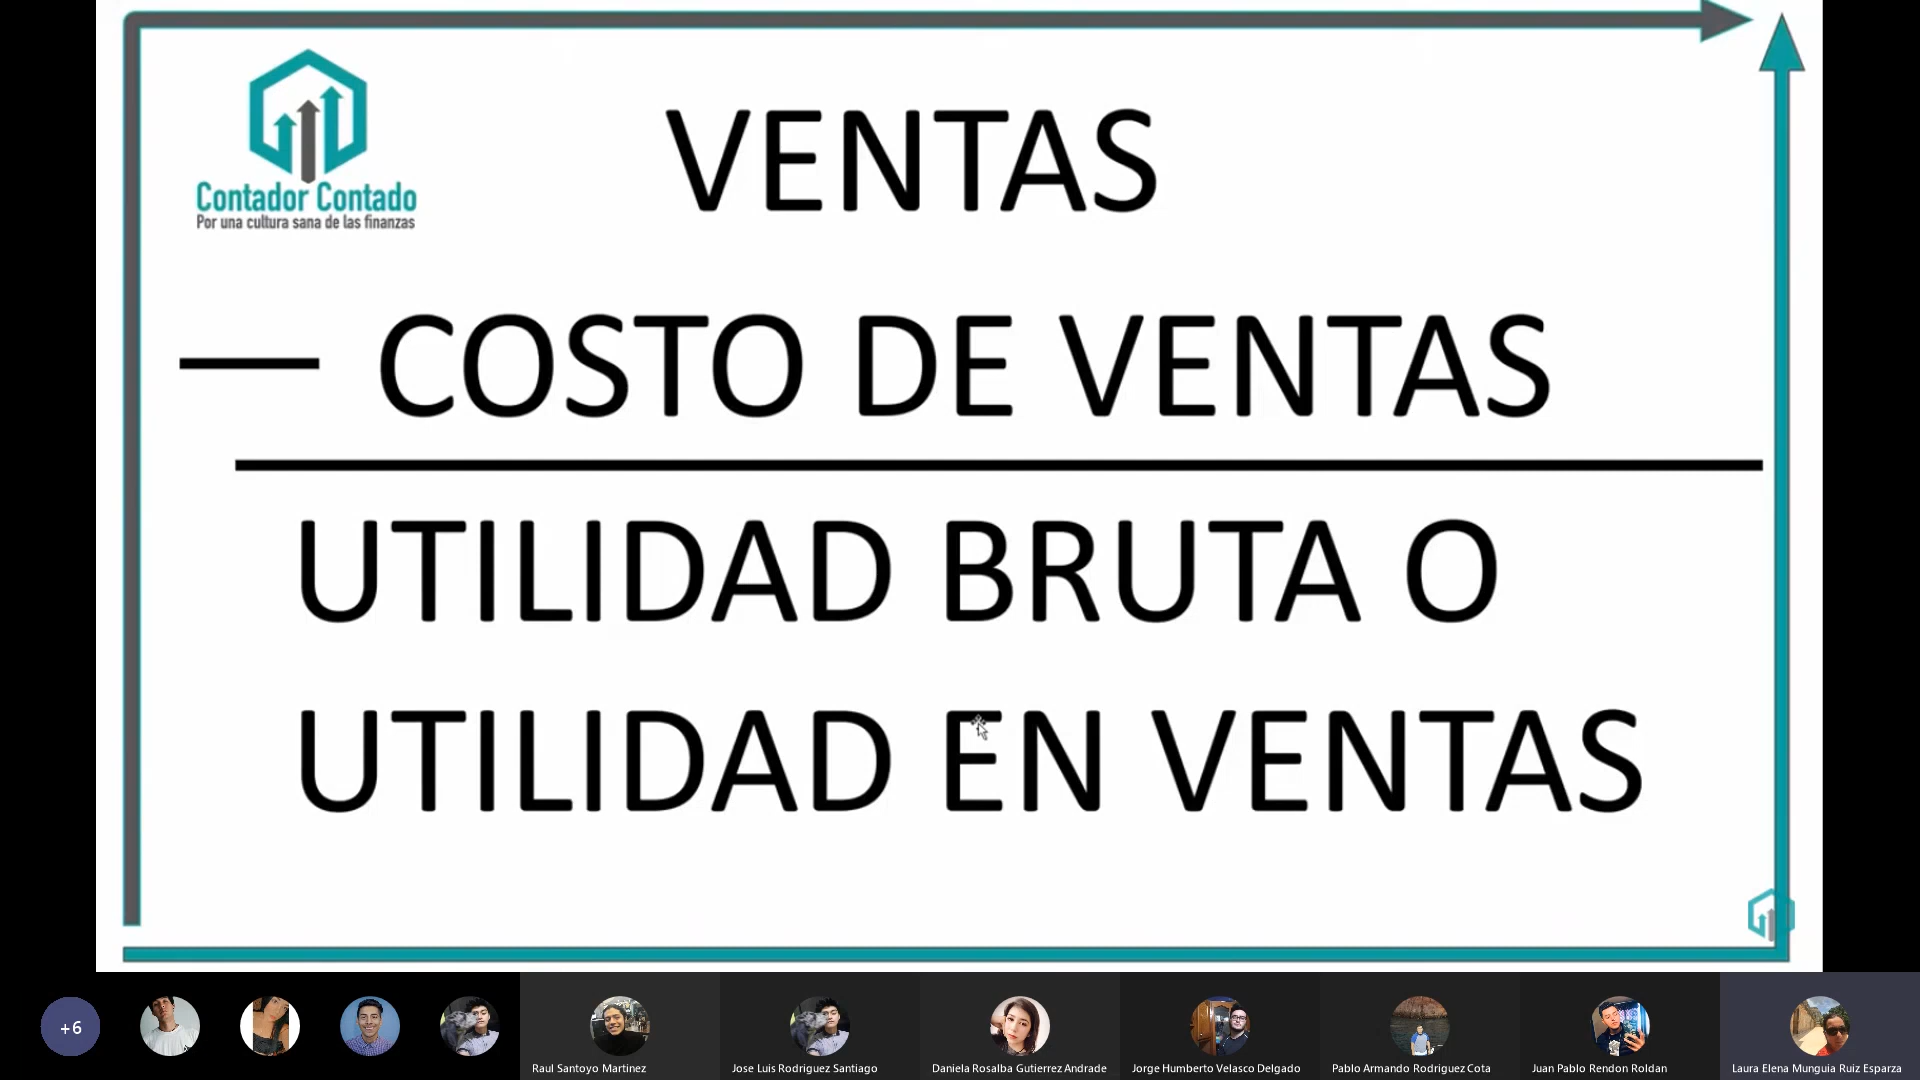 Contador Contado
Por una cultura sana de las finanzas
VENTAS
— COSTO DE VENTAS
UTILIDAD BRUTA O
UTILIDAD EN VENTAS
+6
Raul Santoyo Martinez
Jose Luis Rodriguez Santiago
Daniela Rosalba Gutierrez Andrade
Jorge Humberto Velasco Delgado
Pablo Armando Rodriguez Cota
Juan Pablo Rendon Roldan
Laura Elena Munguia Ruiz Esparza